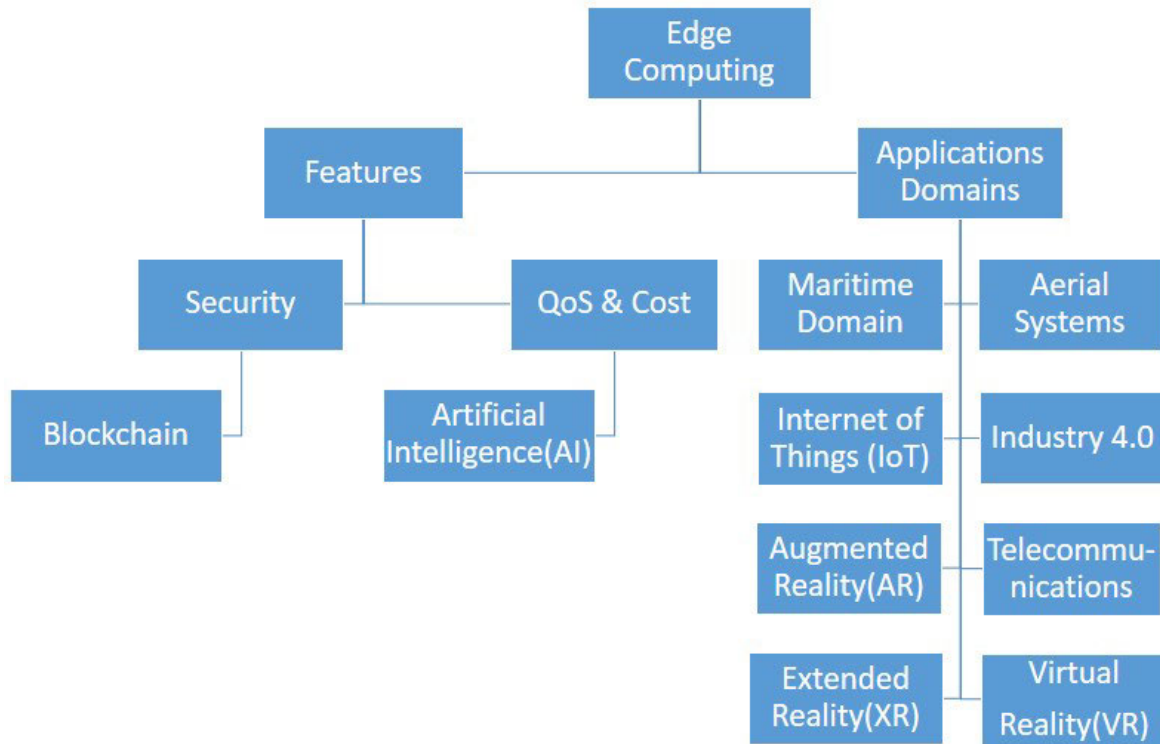 Edge
Computing
Features
Applications
Domains
Security
QoS & Cost
Maritime
Domain
Aerial
Systems
Blockchain
Artificial
Intelligence(AI)
Internet of
Things (IoT)
Industry 4.0
Augmented
Reality(AR)
Telecommu-
nications
Extended
Reality(XR)
Virtual
Reality(VR)